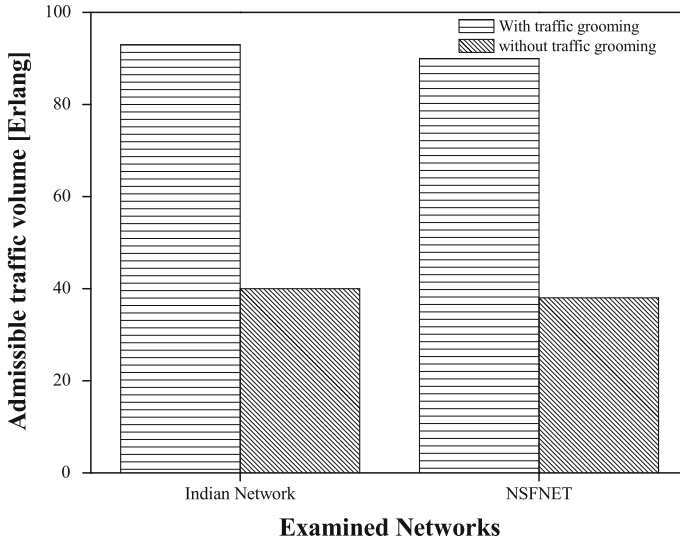 With traffic grooming
without traffic grooming
Admissible traffic volume [Erlang]
100
80
60
40
20
0
Indian Network
NSFNET
Examined Networks